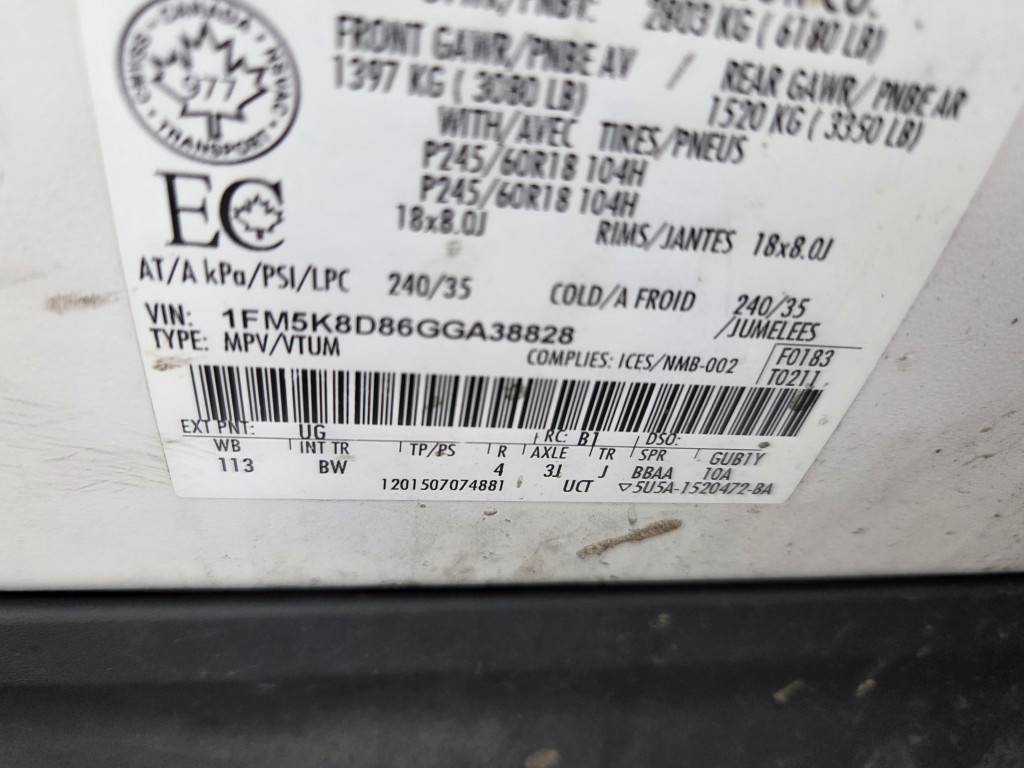 CANADA
977
TRANSPORT
CO.
2803 KG ( 6180 LB)
FRONT GAWR/PNBE AV / REAR GAWR/PNBE AR
1397 KG ( 3080 LB) 1520 KG ( 3350 LB)
WITH/AVEC TIRES/PNEUS
P245/60R18 104H
P245/60R18 104H
18x8.0J RIMS/JANTES 18x8.0J
EC
AT/A kPa/PSI/LPC 240/35 COLD/A FROID 240/35
/JUMELEES
VIN: 1FM5K8D86GGA38828
TYPE: MPV/VTUM
COMPLIES: ICES/NMB-002
F0183
T0211
EXT PNT: UG RC: B1 DSO:
WB INT TR TP/PS R AXLE TR SPR GUB1Y
113 BW 4 3J J BBAA 10A
1201507074881 UCT ▽5U5A-1520472-BA